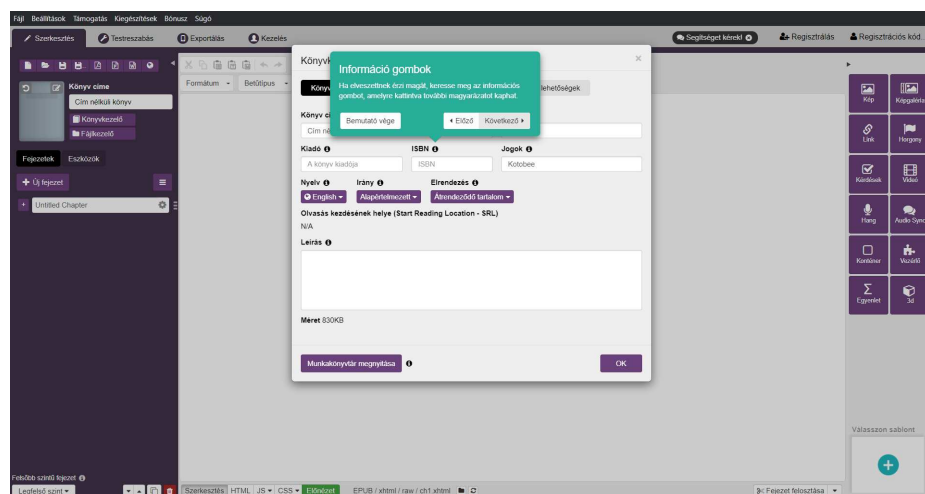 Fájl Beállítások Támogatás Kiegészítések Bónusz Súgó
Szerkesztés Testreszabás Exportálás Kezelés
Segítséget kérek! Regisztrálás Regisztrációs kód
Könyv címe
Cím nélküli könyv
Könyvkezelő
Fájlkezelő
Fejezetek Eszközök
Új fejezet
Untitled Chapter
Felsőbb szintű fejezet
Legfelső szint
Formátum Betűtípus
Információ gombok
Ha elveszettnek érzi magát, keresse meg az információs
gombot, amelyre kattintva további magyarázatot kaphat.
Bemutató vége Előző Következő
lehetőségek
Kiadó ISBN Jogok
A könyv kiadója ISBN Kotobee
Nyelv Irány Elrendezés
English Alapértelmezett Átrendeződő tartalom
Olvasás kezdésének helye (Start Reading Location - SRL)
N/A
Leírás
Méret 830KB
Munkakönyvtár megnyitása OK
Kép Képgaléria
Link Horgony
Kérdések Videó
Hang Audio Sync
Konténer Vezérlő
Egyenlet 3d
Válasszon sablont
Szerkesztés HTML JS CSS Előnézet EPUB / xhtml / raw / ch1.xhtml
Fejezet felosztása